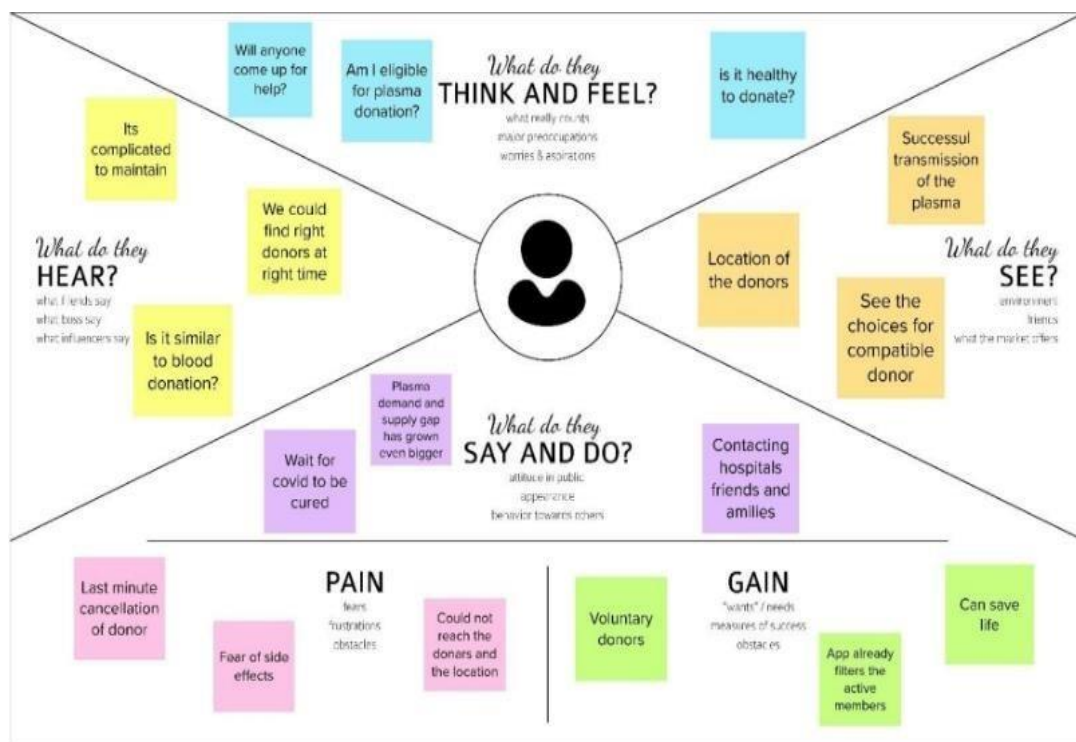 Will anyone
come up for
help?
Am I eligible
for plasma
donation?
What do they
THINK AND FEEL?
what really counts
major preoccupations
worries & aspirations
is it healthy
to donate?
Its
complicated
to maintain
We could
find right
donors at
right time
What do they
HEAR?
what friends say
what boss say
what influencers say
Is it similar
to blood
donation?
Successul
transmission
of the
plasma
Location of
the donors
What do they
SEE?
environment
friends
what the market offers
See the
choices for
compatible
donor
Plasma
demand and
supply gap
has grown
even bigger
Wait for
covid to be
cured
What do they
SAY AND DO?
attitude in public
appearance
behavior towards others
Contacting
hospitals
friends and
amilies
Last minute
cancellation
of donor
Fear of side
effects
PAIN
fears
frustrations
obstacles
Could not
reach the
donars and
the location
Voluntary
donors
GAIN
"wants" / needs
measures of success
obstacles
App already
filters the
active
members
Can save
life